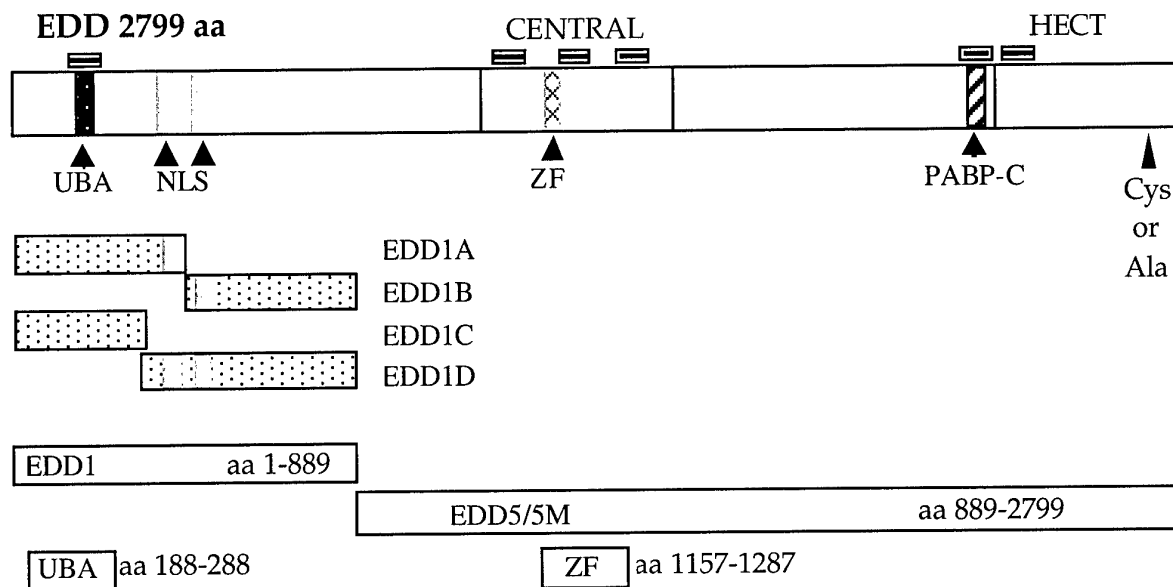 EDD 2799 aa
CENTRAL
HECT
UBA
NLS
ZF
PABP-C
Cys
or
Ala
EDD1A
EDD1B
EDD1C
EDD1D
EDD1 aa 1-889
EDD5/5M aa 889-2799
UBA aa 188-288
ZF aa 1157-1287